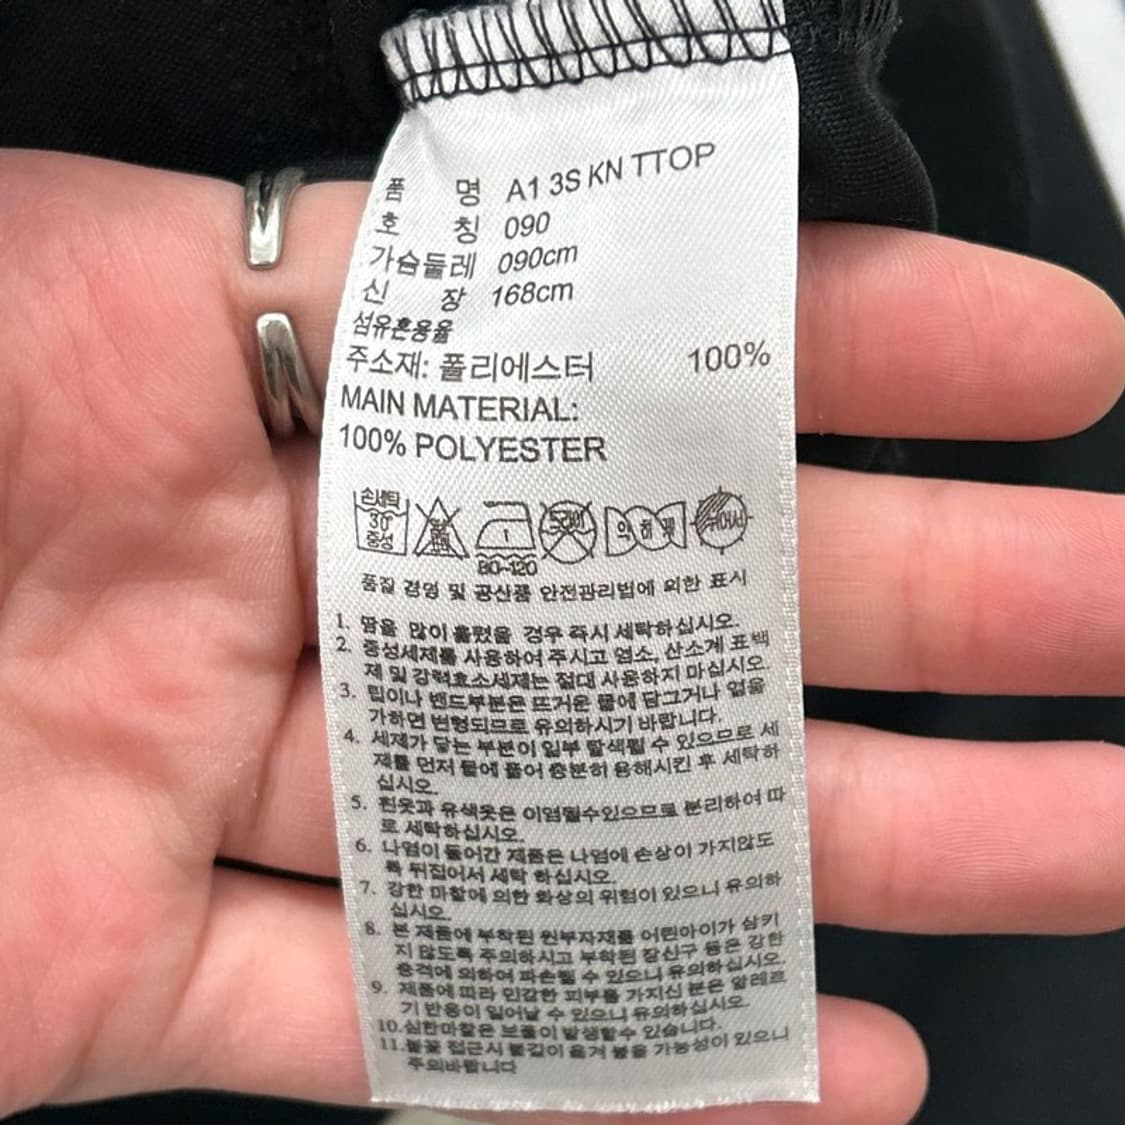 품 명 A1 3S KN TTOP
호 칭 090
가슴둘레 090cm
신 장 168cm
섬유혼용율
주소재: 폴리에스터 100%
MAIN MATERIAL:
100% POLYESTER
손세탁
30°
중성
80-120
드라이
약하게
뉘어서
품질 경영 및 공산품 안전관리법에 의한 표시
1. 땀을 많이 흘렸을 경우 즉시 세탁하십시오.
2. 중성세제를 사용하여 주시고 염소, 산소계 표백
제 및 강력효소세제는 절대 사용하지 마십시오.
3. 립이나 밴드부분은 뜨거운 물에 담그거나 열을
가하면 변형되므로 유의하시기 바랍니다.
4. 세제가 닿는 부분이 일부 탈색될 수 있으므로 세
제를 먼저 물에 풀어 충분히 용해시킨 후 세탁하
십시오.
5. 흰옷과 유색옷은 이염될수있으므로 분리하여 따
로 세탁하십시오.
6. 나염이 들어간 제품은 나염에 손상이 가지않도
록 뒤집어서 세탁 하십시오.
7. 강한 마찰에 의한 화상의 위험이 있으니 유의하
십시오.
8. 본 제품에 부착된 원부자재를 어린아이가 삼키
지 않도록 주의하시고 부착된 장신구 등은 강한
충격에 의하여 파손될 수 있으니 유의하십시오.
9. 제품에 따라 민감한 피부를 가지신 분은 알레르
기 반응이 일어날 수 있으니 유의하십시오.
10.심한마찰은 보풀이 발생할수 있습니다.
11.불꽃 접근시 불길이 옮겨 붙을 가능성이 있으니
주의바랍니다